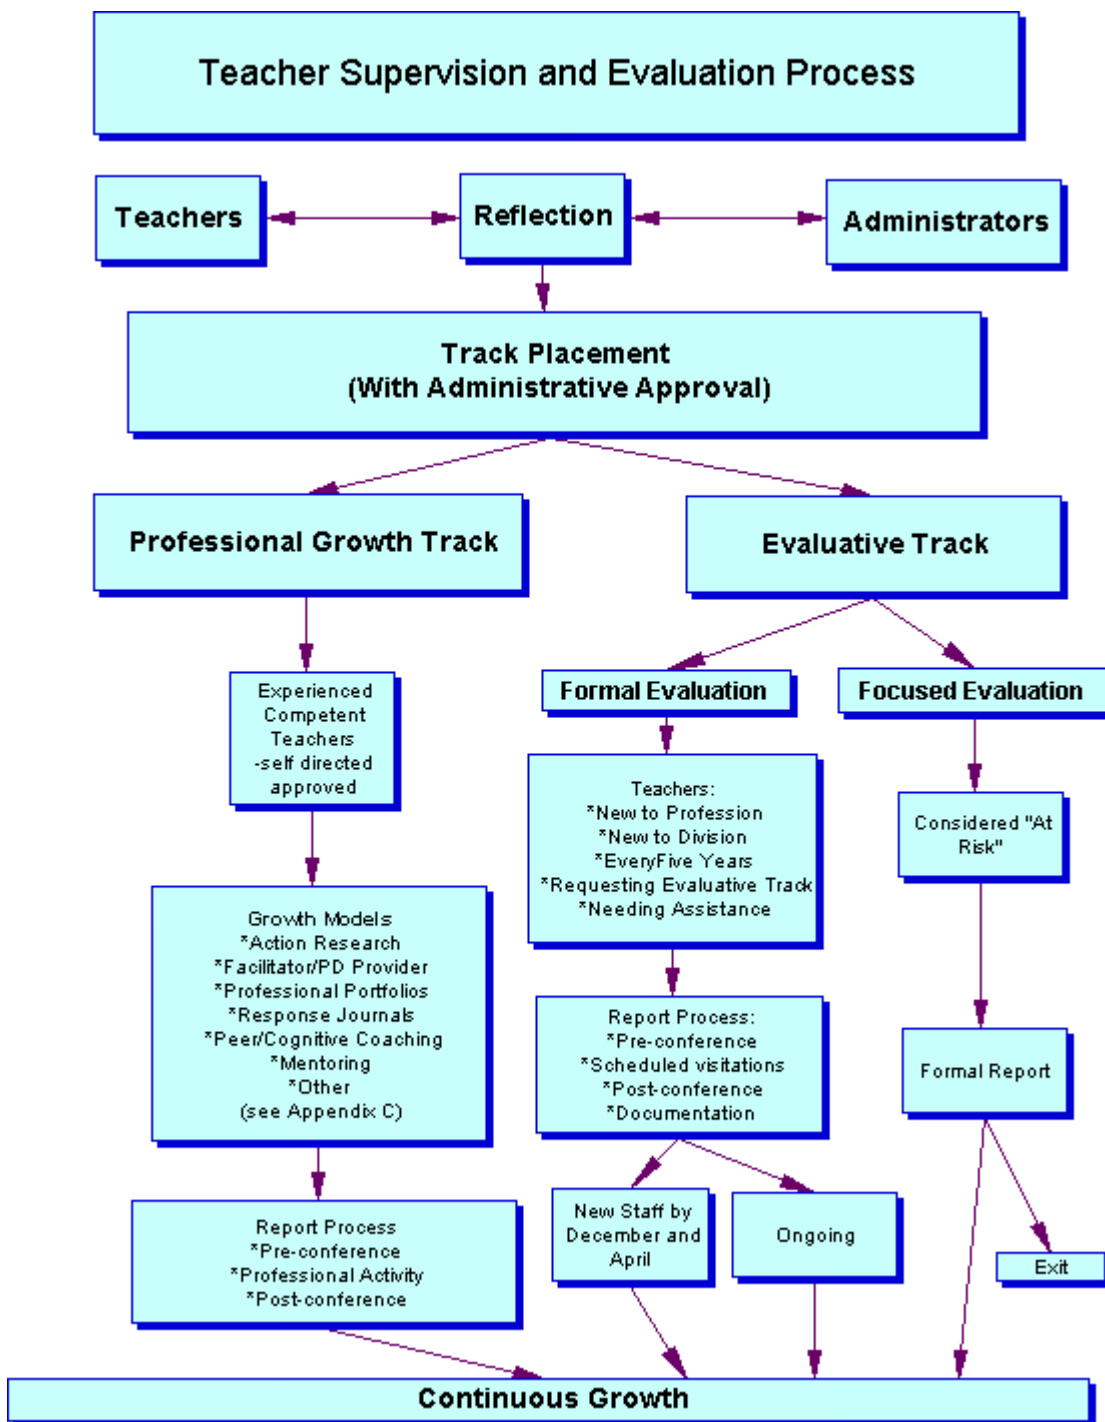 Teacher Supervision and Evaluation Process
Teachers
Reflection
Administrators
Track Placement
(With Administrative Approval)
Professional Growth Track
Evaluative Track
Experienced
Competent
Teachers
-self directed
approved
Formal Evaluation
Focused Evaluation
Teachers:
*New to Profession
*New to Division
*EveryFive Years
*Requesting Evaluative Track
*Needing Assistance
Considered "At
Risk"
Growth Models
*Action Research
*Facilitator/PD Provider
*Professional Portfolios
*Response Journals
*Peer/Cognitive Coaching
*Mentoring
*Other
(see Appendix C)
Report Process:
*Pre-conference
*Scheduled visitations
*Post-conference
*Documentation
Formal Report
Report Process
*Pre-conference
*Professional Activity
*Post-conference
New Staff by
December and
April
Ongoing
Exit
Continuous Growth